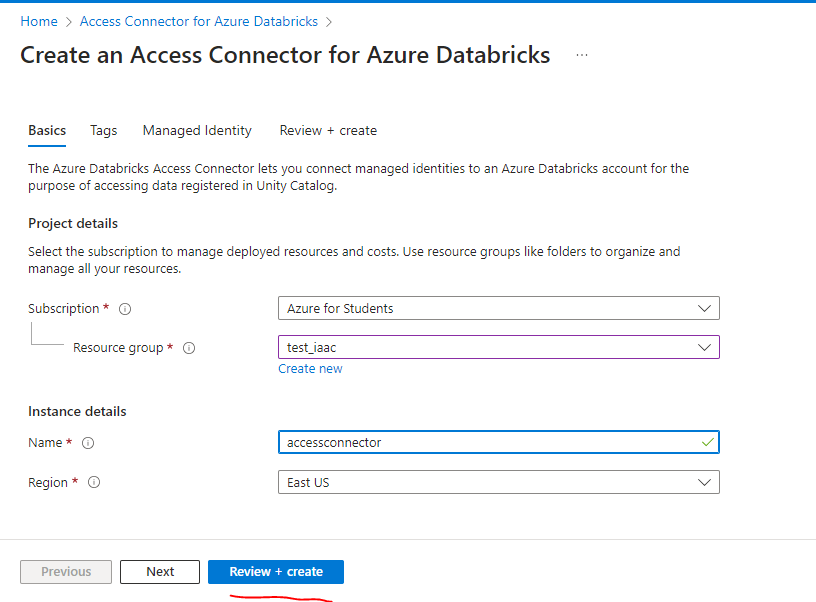 Home > Access Connector for Azure Databricks >
Create an Access Connector for Azure Databricks ...
Basics Tags Managed Identity Review + create
The Azure Databricks Access Connector lets you connect managed identities to an Azure Databricks account for the
purpose of accessing data registered in Unity Catalog.
Project details
Select the subscription to manage deployed resources and costs. Use resource groups like folders to organize and
manage all your resources.
Subscription * Azure for Students
Resource group * test_iaac
Create new
Instance details
Name * accessconnector
Region * East US
Previous Next Review + create